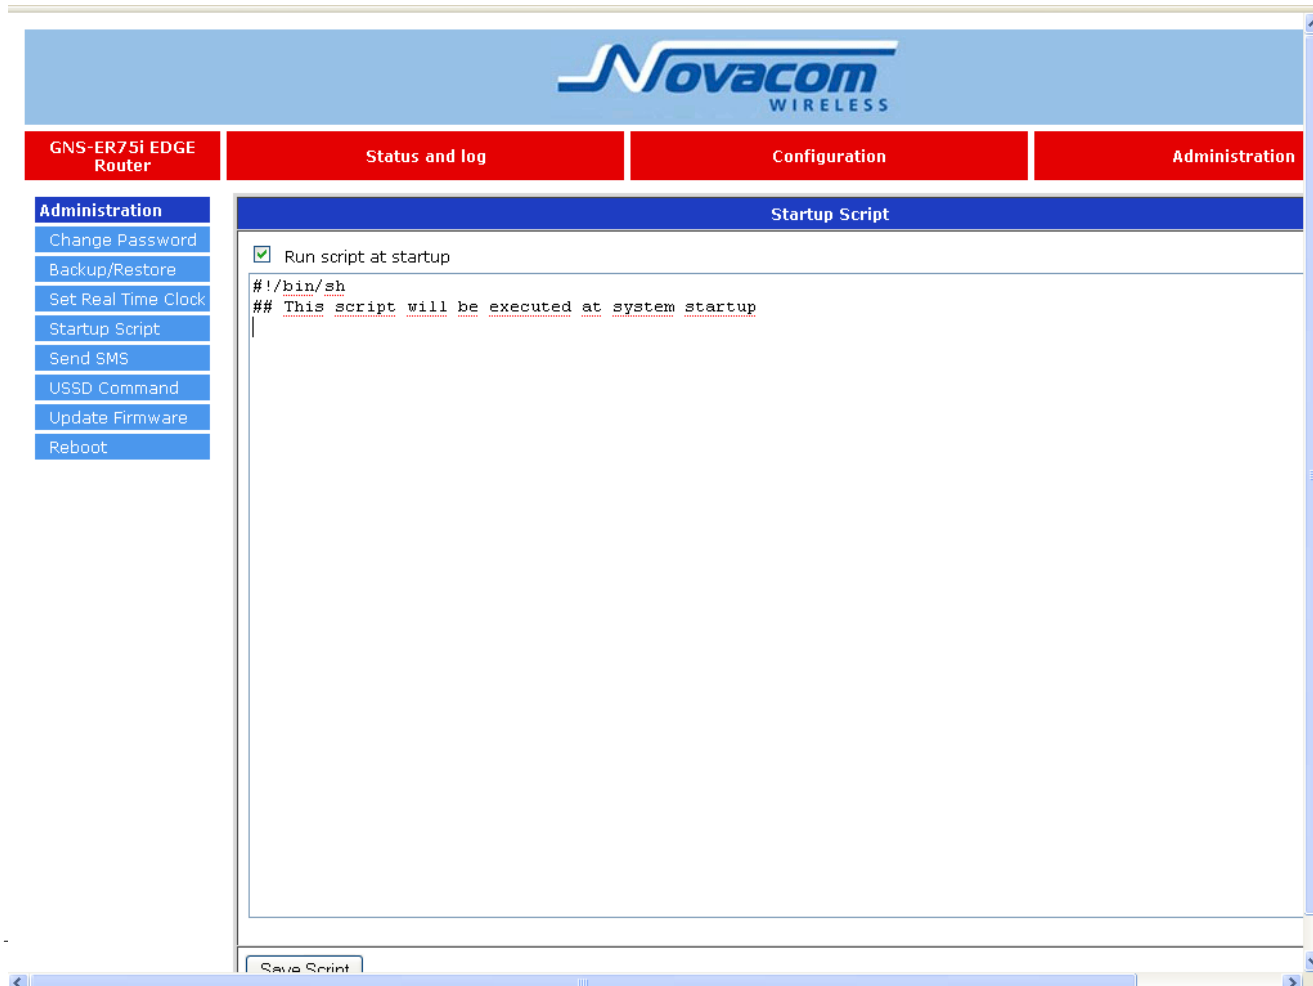 Novacom
WIRELESS
GNS-ER75i EDGE
Router
Status and log
Configuration
Administration
Administration
Change Password
Backup/Restore
Set Real Time Clock
Startup Script
Send SMS
USSD Command
Update Firmware
Reboot
Startup Script
Run script at startup
#!/bin/sh
## This script will be executed at system startup
Save Script